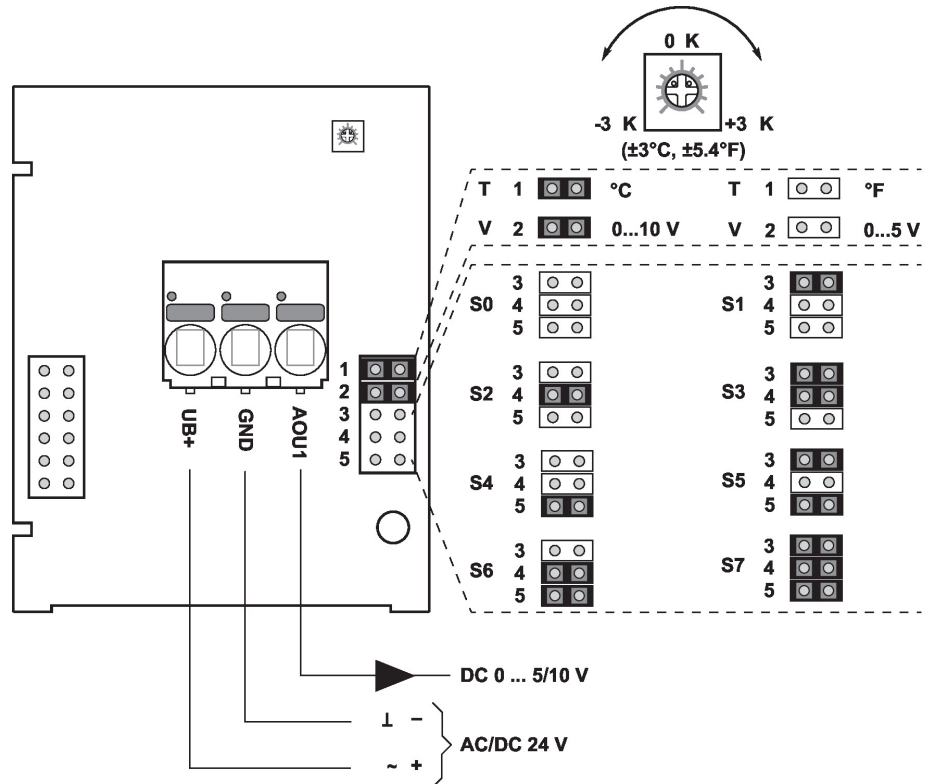 0 K
-3 K +3 K
(±3°C, ±5.4°F)
T 1 °C T 1 °F
V 2 0...10 V V 2 0...5 V
S0 3 4 5
S1 3 4 5
S2 3 4 5
S3 3 4 5
S4 3 4 5
S5 3 4 5
S6 3 4 5
S7 3 4 5
1
2
3
4
5
UB+
GND
AOU1
DC 0 ... 5/10 V
⊥ −
~ +
AC/DC 24 V